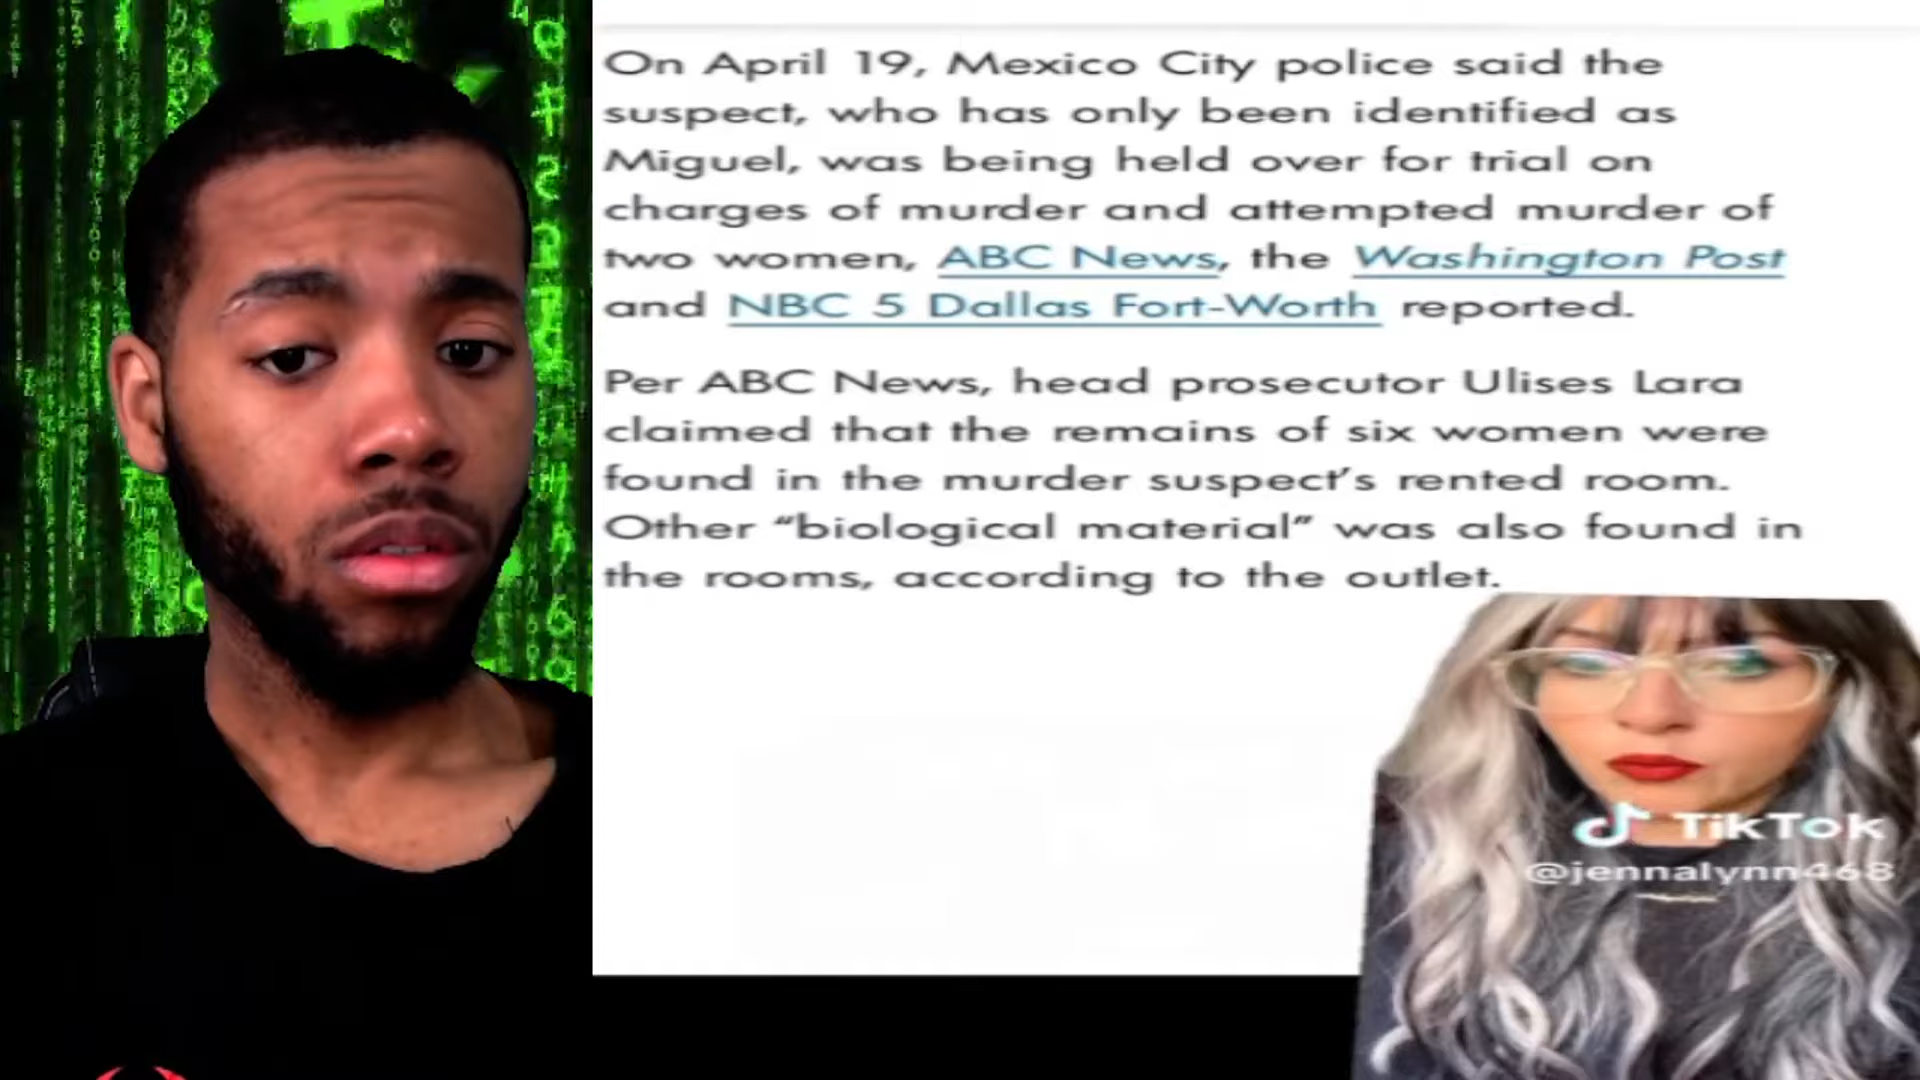 On April 19, Mexico City police said the
suspect, who has only been identified as
Miguel, was being held over for trial on
charges of murder and attempted murder of
two women, ABC News, the Washington Post
and NBC 5 Dallas Fort-Worth reported.
Per ABC News, head prosecutor Ulises Lara
claimed that the remains of six women were
found in the murder suspect’s rented room.
Other “biological material” was also found in
the rooms, according to the outlet.
TikTok
@jennalynn468